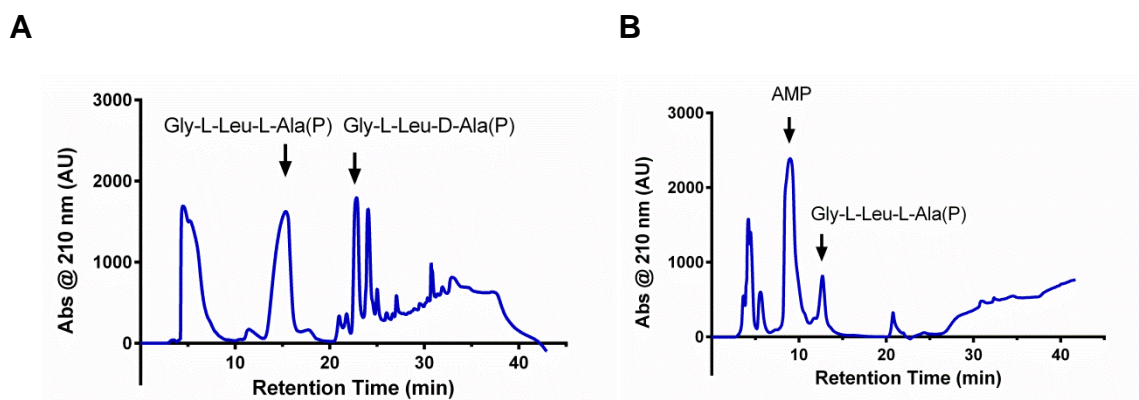 A
B
Gly-L-Leu-L-Ala(P) Gly-L-Leu-D-Ala(P)
3000
2000
1000
0
10 20 30 40
Abs @ 210 nm (AU)
Retention Time (min)
AMP
Gly-L-Leu-L-Ala(P)
3000
2000
1000
0
10 20 30 40
Abs @ 210 nm (AU)
Retention Time (min)